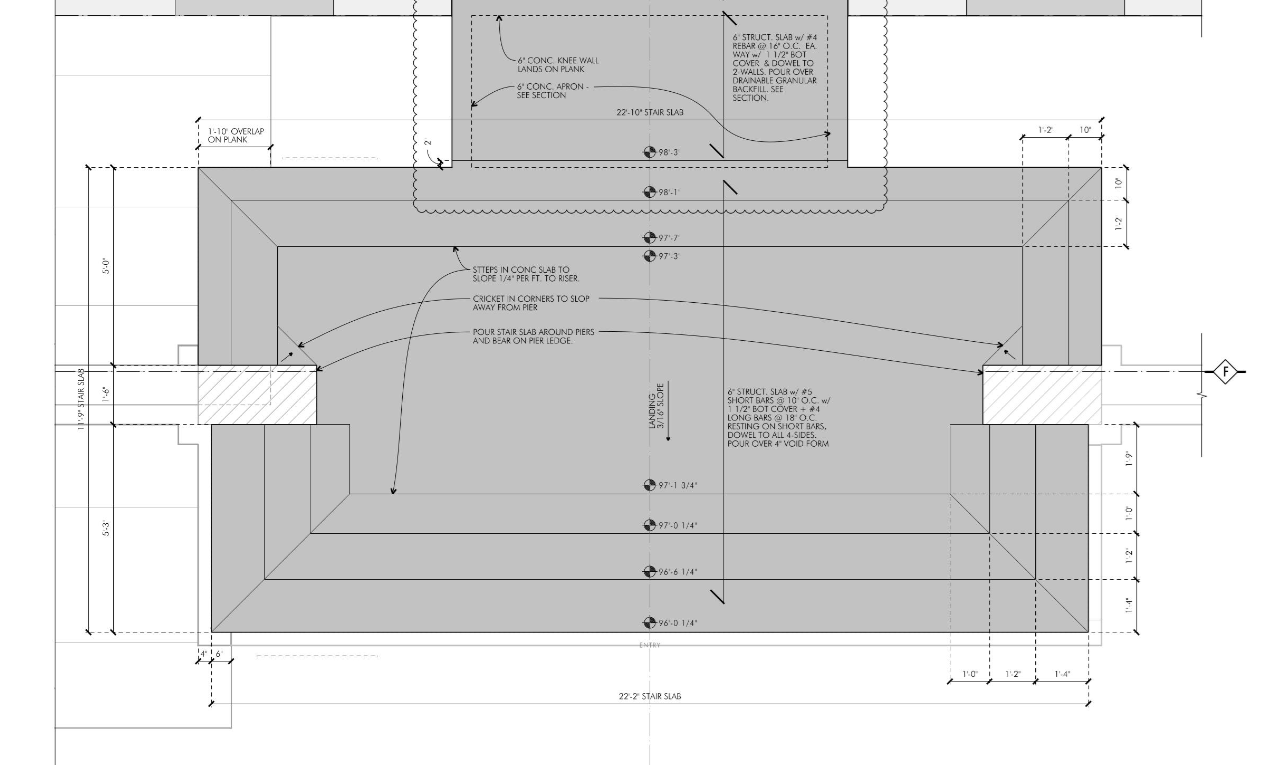 6" STRUCT. SLAB w/ #4
REBAR @ 16" O.C. EA.
WAY w/ 1 1/2" BOT
COVER & DOWEL TO
2-WALLS. POUR OVER
DRAINABLE GRANULAR
BACKFILL. SEE
SECTION.
6" CONC. KNEE WALL
LANDS ON PLANK
6" CONC. APRON -
SEE SECTION
22'-10" STAIR SLAB
1'-10" OVERLAP
ON PLANK
1'-2"
10"
2
98'-3"
98'-1"
10"
1'-2
97'-7"
97'-3"
5'-0"
STTEPS IN CONC SLAB TO
SLOPE 1/4" PER FT. TO RISER.
CRICKET IN CORNERS TO SLOP
AWAY FROM PIER
POUR STAIR SLAB AROUND PIERS
AND BEAR ON PIER LEDGE.
F
11'-9" STAIR SLAB
1'-6"
LANDING
3/16" SLOPE
6" STRUCT. SLAB w/ #5
SHORT BARS @ 10" O.C. w/
1 1/2" BOT COVER + #4
LONG BARS @ 18" O.C.
RESTING ON SHORT BARS,
DOWEL TO ALL 4-SIDES.
POUR OVER 4" VOID FORM
1'-9"
97'-1 3/4"
1'-0"
97'-0 1/4"
5'-3"
1'-2"
96'-6 1/4"
1'-4"
96'-0 1/4"
ENTRY
4"
6"
1'-0"
1'-2"
1'-4"
22'-2" STAIR SLAB